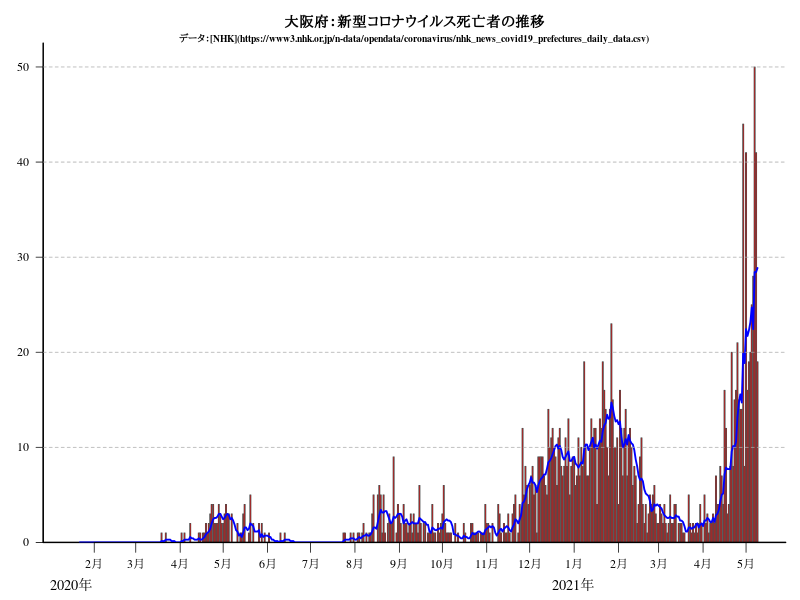 大阪府：新型コロナウイルス死亡者の推移
データ：[NHK](https://www3.nhk.or.jp/n-data/opendata/coronavirus/nhk_news_covid19_prefectures_daily_data.csv)
50
40
30
20
10
0
2月 3月 4月 5月 6月 7月 8月 9月 10月 11月 12月 1月 2月 3月 4月 5月
2020年 2021年